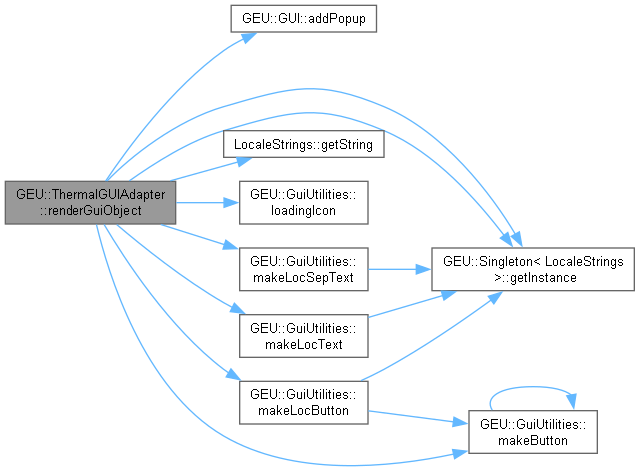 GEU::GUI::addPopup
LocaleStrings::getString
GEU::ThermalGUIAdapter
::renderGuiObject
GEU::GuiUtilities::
loadingIcon
GEU::GuiUtilities::
makeLocSepText
GEU::Singleton< LocaleStrings
>::getInstance
GEU::GuiUtilities::
makeLocText
GEU::GuiUtilities::
makeLocButton
GEU::GuiUtilities::
makeButton